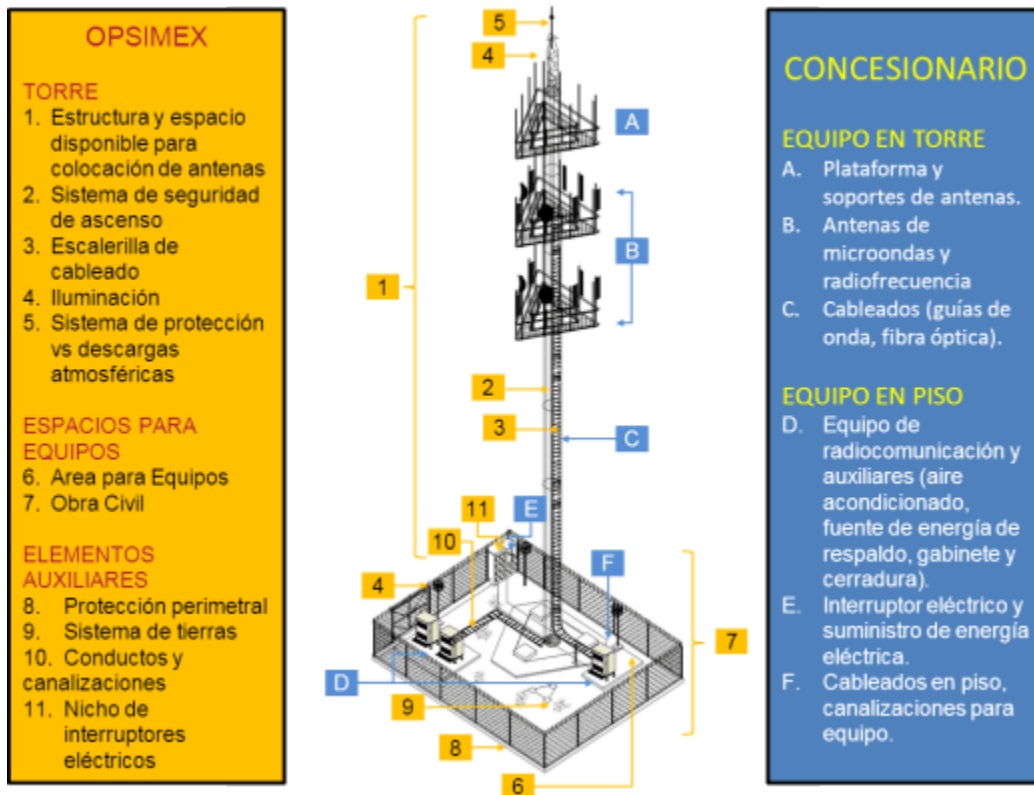 OPSIMEX
TORRE
1. Estructura y espacio
disponible para
colocación de antenas
2. Sistema de seguridad
de ascenso
3. Escalerilla de
cableado
4. Iluminación
5. Sistema de protección
vs descargas
atmosféricas
ESPACIOS PARA
EQUIPOS
6. Area para Equipos
7. Obra Civil
ELEMENTOS
AUXILIARES
8. Protección perimetral
9. Sistema de tierras
10. Conductos y
canalizaciones
11. Nicho de
interruptores
eléctricos
5
4
A
B
1
2
3
C
11
E
10
F
4
7
D
9
8
6
CONCESIONARIO
EQUIPO EN TORRE
A. Plataforma y
soportes de antenas.
B. Antenas de
microondas y
radiofrecuencia
C. Cableados (guías de
onda, fibra óptica).
EQUIPO EN PISO
D. Equipo de
radiocomunicación y
auxiliares (aire
acondicionado,
fuente de energía de
respaldo, gabinete y
cerradura).
E. Interruptor eléctrico y
suministro de energía
eléctrica.
F. Cableados en piso,
canalizaciones para
equipo.